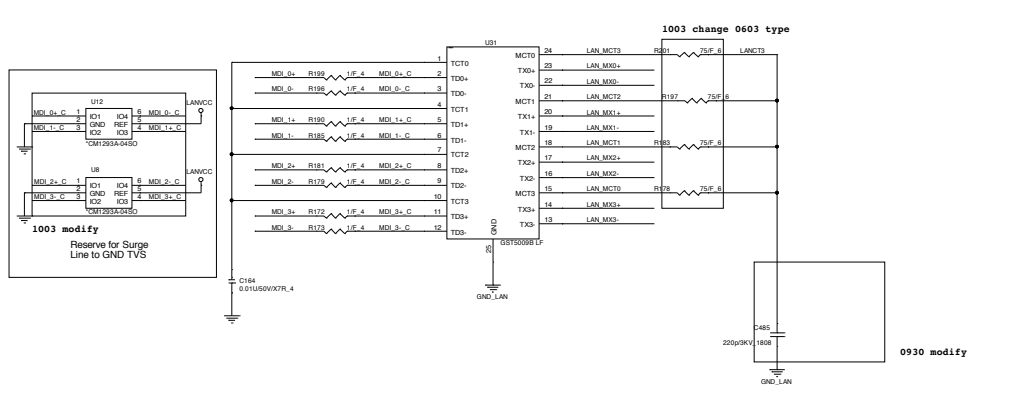 1003 change 0603 type
U31
1 TCT0 MCT0 24 LAN_MCT3 R201 75/F_6 LANCT3
MDI_0+ R199 1/F_4 MDI_0+_C 2 TD0+ TX0+ 23 LAN_MX0+
MDI_0- R196 1/F_4 MDI_0-_C 3 TD0- TX0- 22 LAN_MX0-
4 TCT1 MCT1 21 LAN_MCT2 R197 75/F_6
MDI_1+ R190 1/F_4 MDI_1+_C 5 TD1+ TX1+ 20 LAN_MX1+
MDI_1- R185 1/F_4 MDI_1-_C 6 TD1- TX1- 19 LAN_MX1-
7 TCT2 MCT2 18 LAN_MCT1 R183 75/F_6
MDI_2+ R181 1/F_4 MDI_2+_C 8 TD2+ TX2+ 17 LAN_MX2+
MDI_2- R179 1/F_4 MDI_2-_C 9 TD2- TX2- 16 LAN_MX2-
10 TCT3 MCT3 15 LAN_MCT0 R178 75/F_6
MDI_3+ R172 1/F_4 MDI_3+_C 11 TD3+ TX3+ 14 LAN_MX3+
MDI_3- R173 1/F_4 MDI_3-_C 12 TD3- TX3- 13 LAN_MX3-
GND
25
GST5009B LF
GND_LAN
U12 LANVCC
MDI_0+_C 1 IO1 IO4 6 MDI_0-_C
2 GND REF 5
MDI_1-_C 3 IO2 IO3 4 MDI_1+_C
*CM1293A-04SO
U8 LANVCC
MDI_2+_C 1 IO1 IO4 6 MDI_2-_C
2 GND REF 5
MDI_3-_C 3 IO2 IO3 4 MDI_3+_C
*CM1293A-04SO
1003 modify
Reserve for Surge
Line to GND TVS
C164
0.01U/50V/X7R_4
C485
220p/3KV_1808
GND_LAN
0930 modify